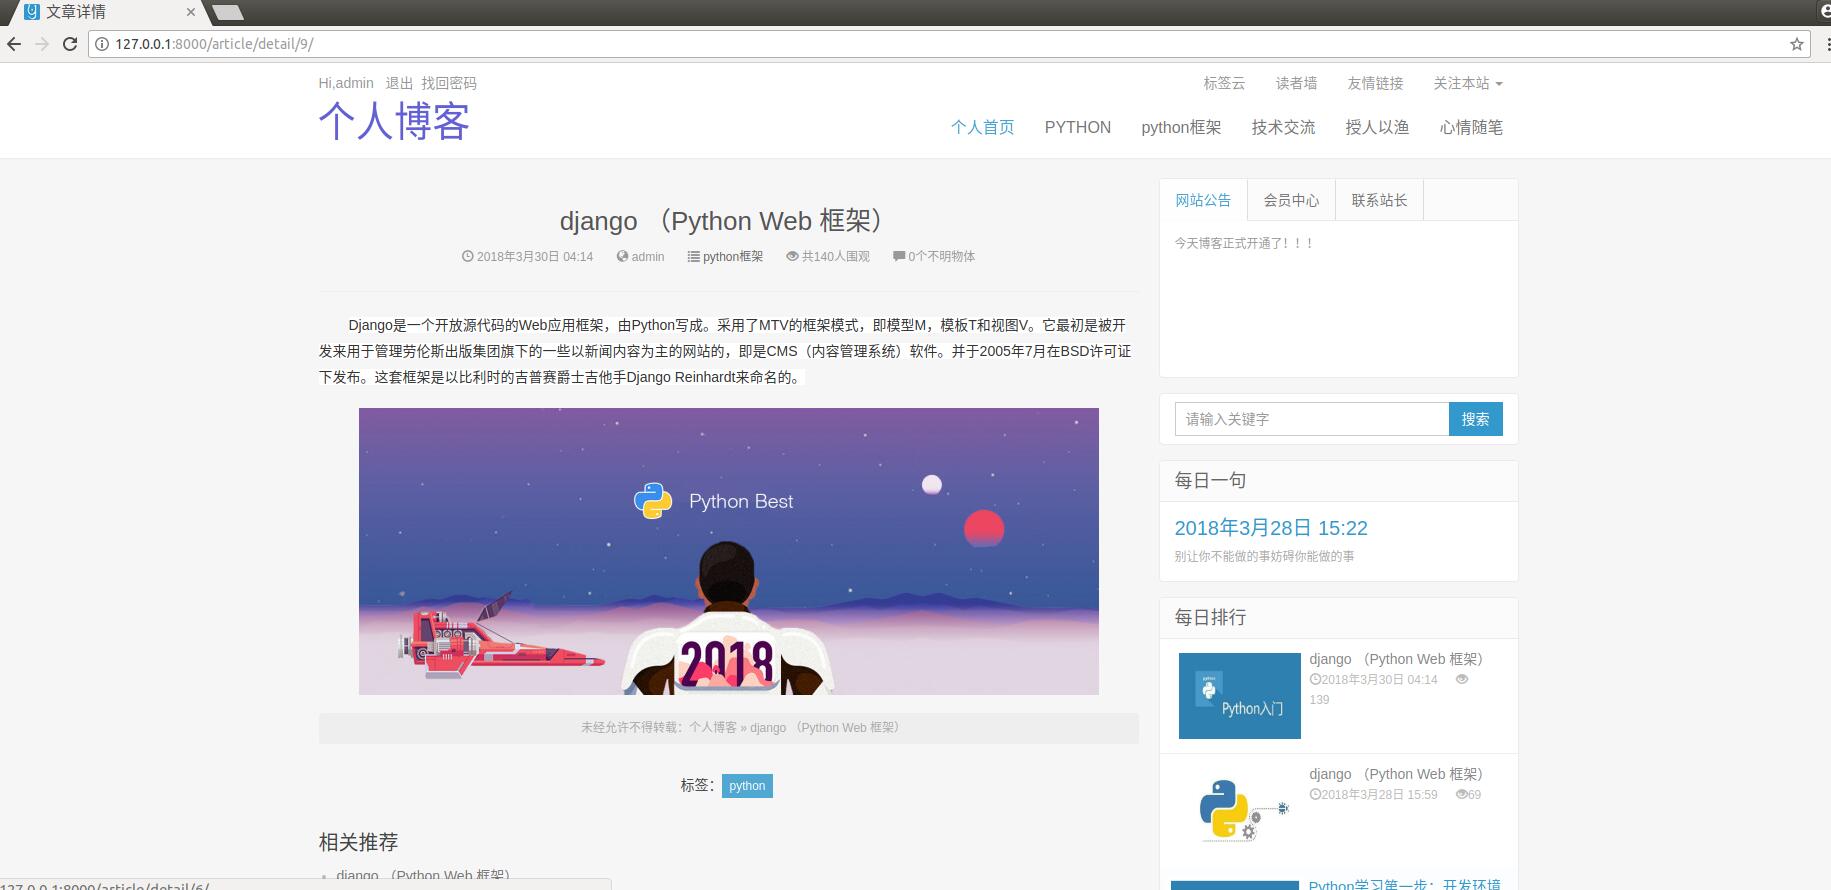 文章详情
127.0.0.1:8000/article/detail/9/
Hi,admin 退出 找回密码
标签云 读者墙 友情链接 关注本站
个人博客
个人首页 PYTHON python框架 技术交流 授人以渔 心情随笔
django （Python Web 框架）
2018年3月30日 04:14 admin python框架 共140人围观 0个不明物体
Django是一个开放源代码的Web应用框架，由Python写成。采用了MTV的框架模式，即模型M，模板T和视图V。它最初是被开
发来用于管理劳伦斯出版集团旗下的一些以新闻内容为主的网站的，即是CMS（内容管理系统）软件。并于2005年7月在BSD许可证
下发布。这套框架是以比利时的吉普赛爵士吉他手Django Reinhardt来命名的。
Python Best
2018
未经允许不得转载：个人博客 » django （Python Web 框架）
标签：python
相关推荐
django （Python Web 框架）
127.0.0.1:8000/article/detail/6/
网站公告 会员中心 联系站长
今天博客正式开通了！！！
请输入关键字 搜索
每日一句
2018年3月28日 15:22
别让你不能做的事妨碍你能做的事
每日排行
python
Python入门
django （Python Web 框架）
2018年3月30日 04:14
139
django （Python Web 框架）
2018年3月28日 15:59 69
Python学习第一步：开发环境